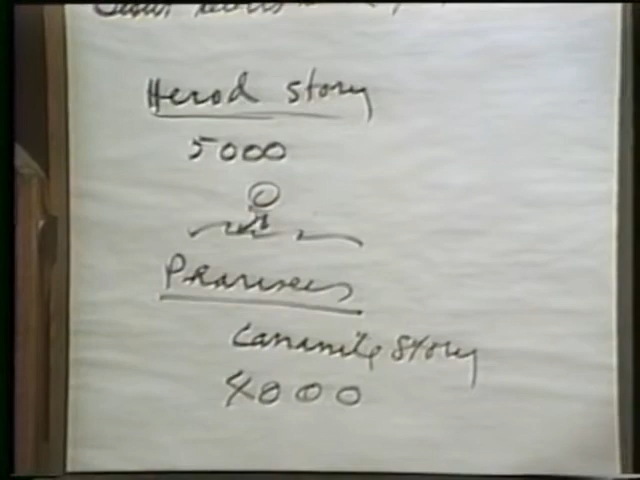 Herod story
5000
Pharisees
Cananite story
4000